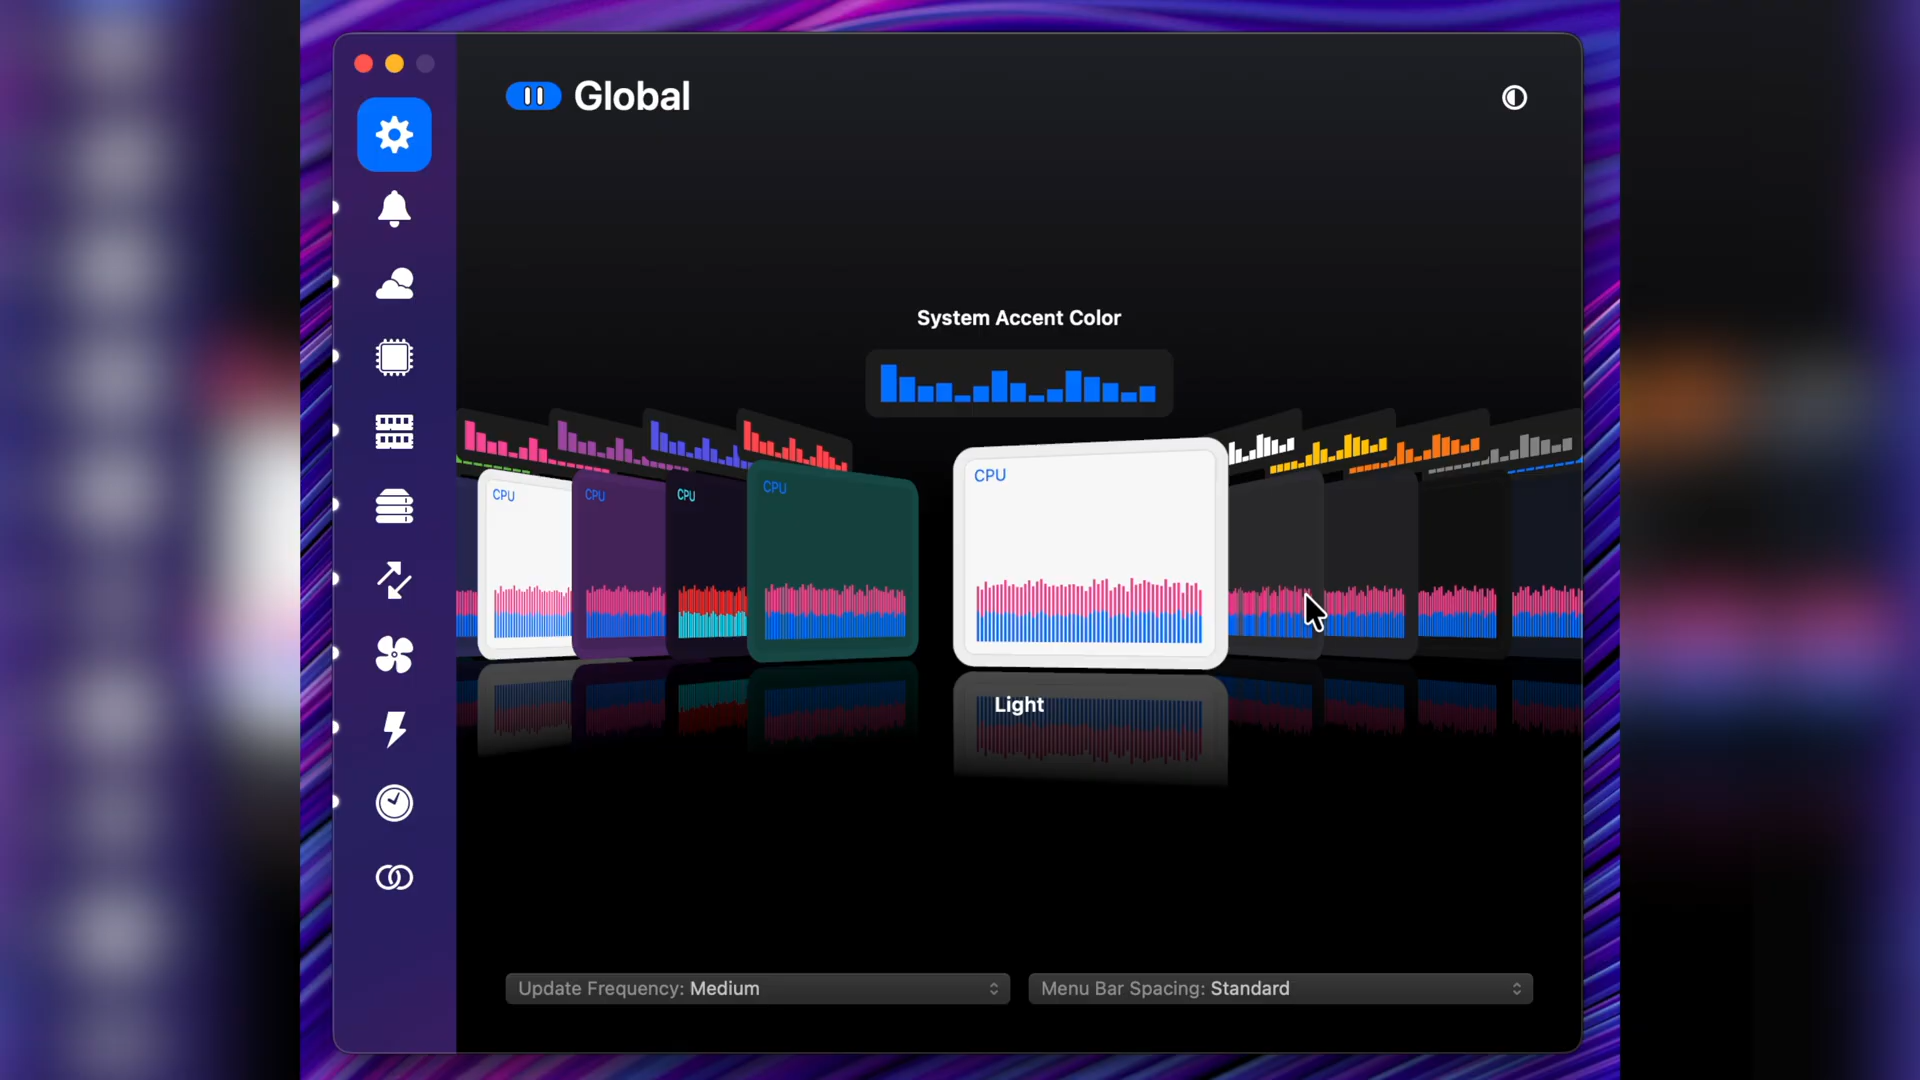 Global
System Accent Color
CPU
CPU
CPU
CPU
CPU
Light
Update Frequency: Medium
Menu Bar Spacing: Standard